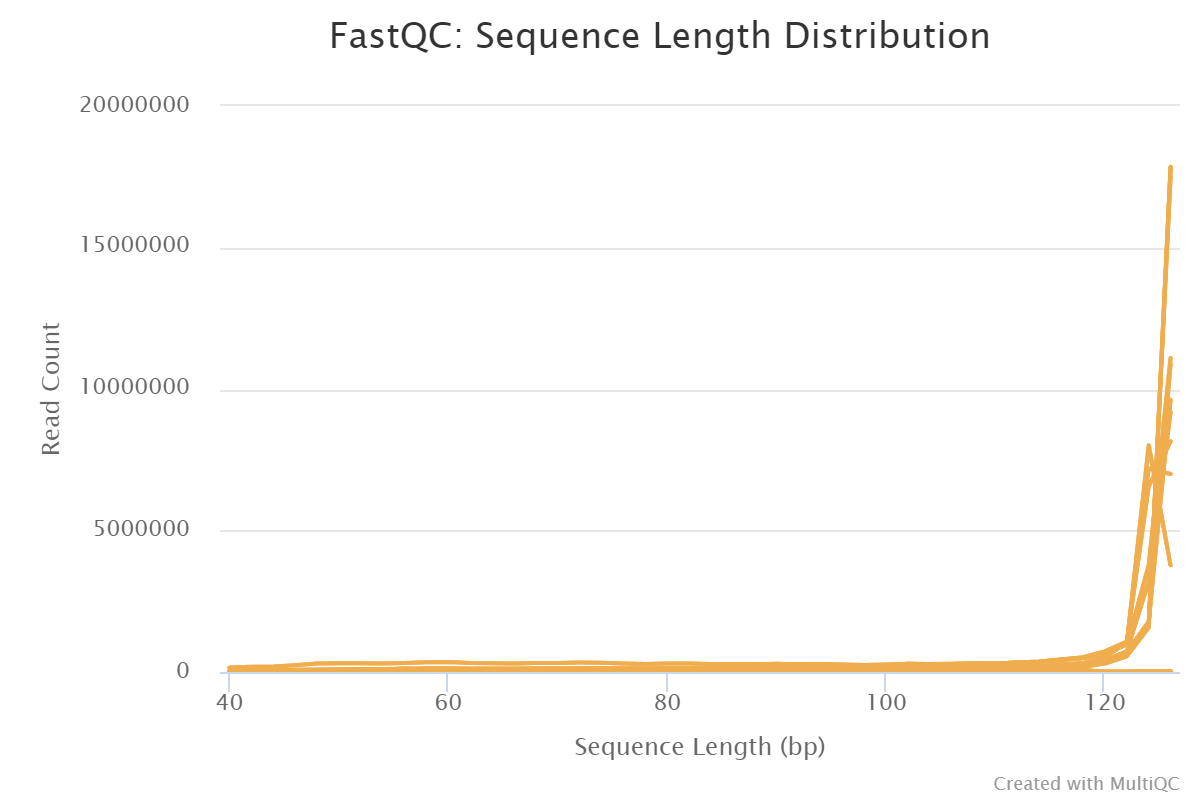 FastQC: Sequence Length Distribution
20000000
15000000
10000000
5000000
0
Read Count
40 60 80 100 120
Sequence Length (bp)
Created with MultiQC